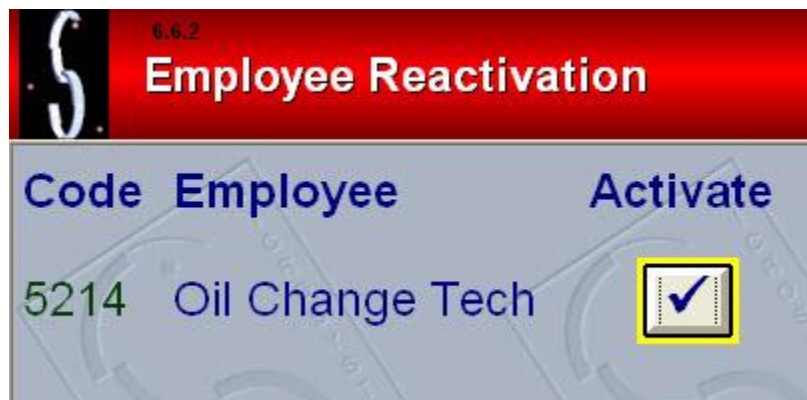 6.6.2
Employee Reactivation
Code Employee Activate
5214 Oil Change Tech